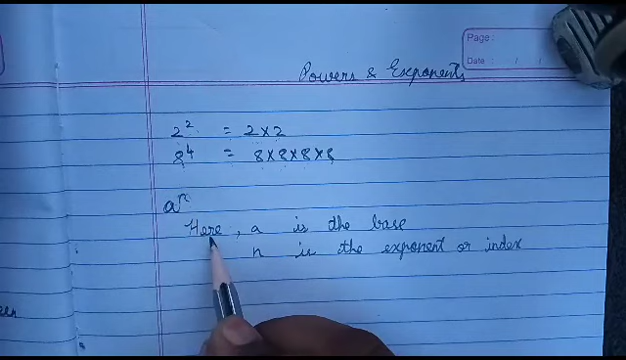 Page:
Date: / /
Powers & Exponents
2² = 2×2
8⁴ = 8×8×8×8
aⁿ
Here, a is the base
n is the exponent or index